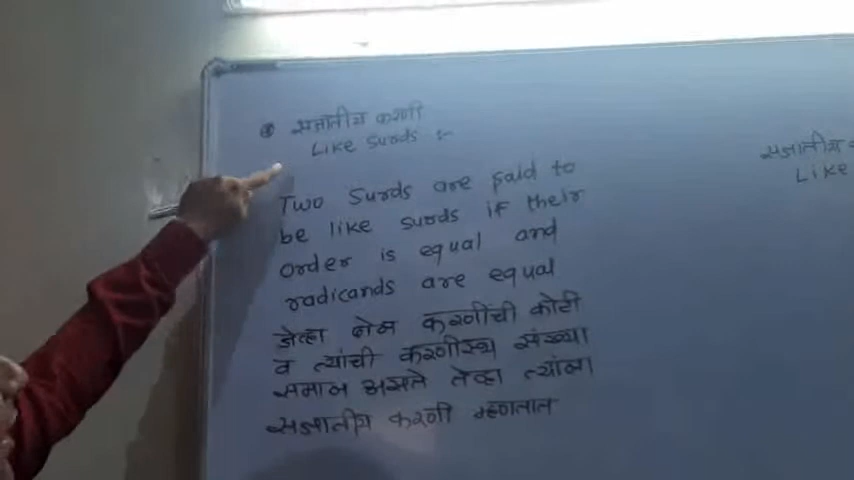 सजातीय करणी
Like surds :-
Two surds are said to
be like surds if their
order is equal and
radicands are equal
जेव्हा दोन करणींची कोटी
व त्यांची करणीस्थ संख्या
समान असते तेव्हा त्यांना
सजातीय करणी म्हणतात
सजातीय
Like